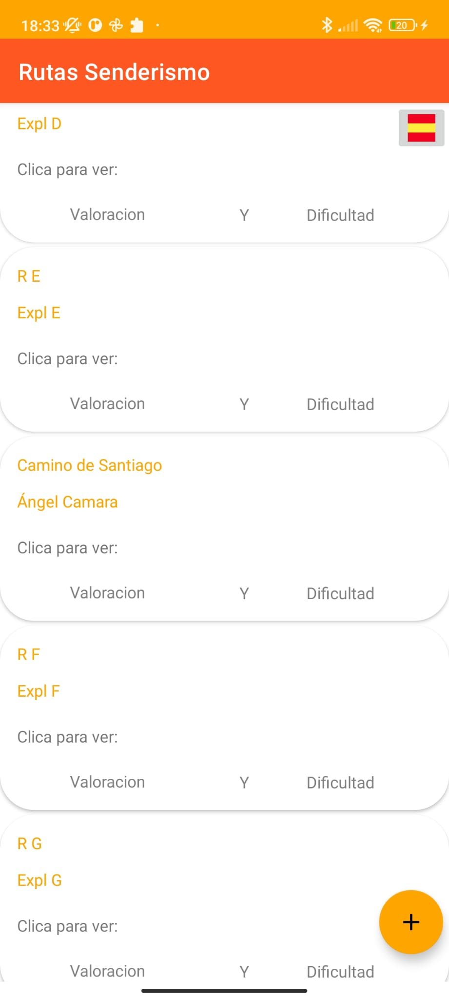 18:33
20
Rutas Senderismo
Expl D
Clica para ver:
Valoracion Y Dificultad
R E
Expl E
Clica para ver:
Valoracion Y Dificultad
Camino de Santiago
Ángel Camara
Clica para ver:
Valoracion Y Dificultad
R F
Expl F
Clica para ver:
Valoracion Y Dificultad
R G
Expl G
Clica para ver:
+
Valoracion Y Dificultad